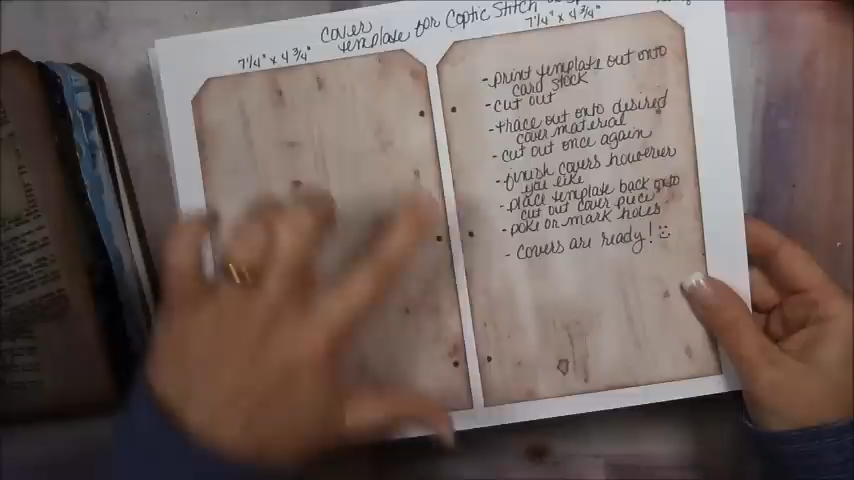 Cover
template for Coptic Stitch
7 1/4" x 4 3/4"
7 1/4" x 4 3/4"
- print template out onto
card stock
- cut out
- trace out onto desired
cover material
- cut out once again
- finish covers however
you like
- place template back onto
cut out cover piece
- poke or mark holes
- covers are ready! :)